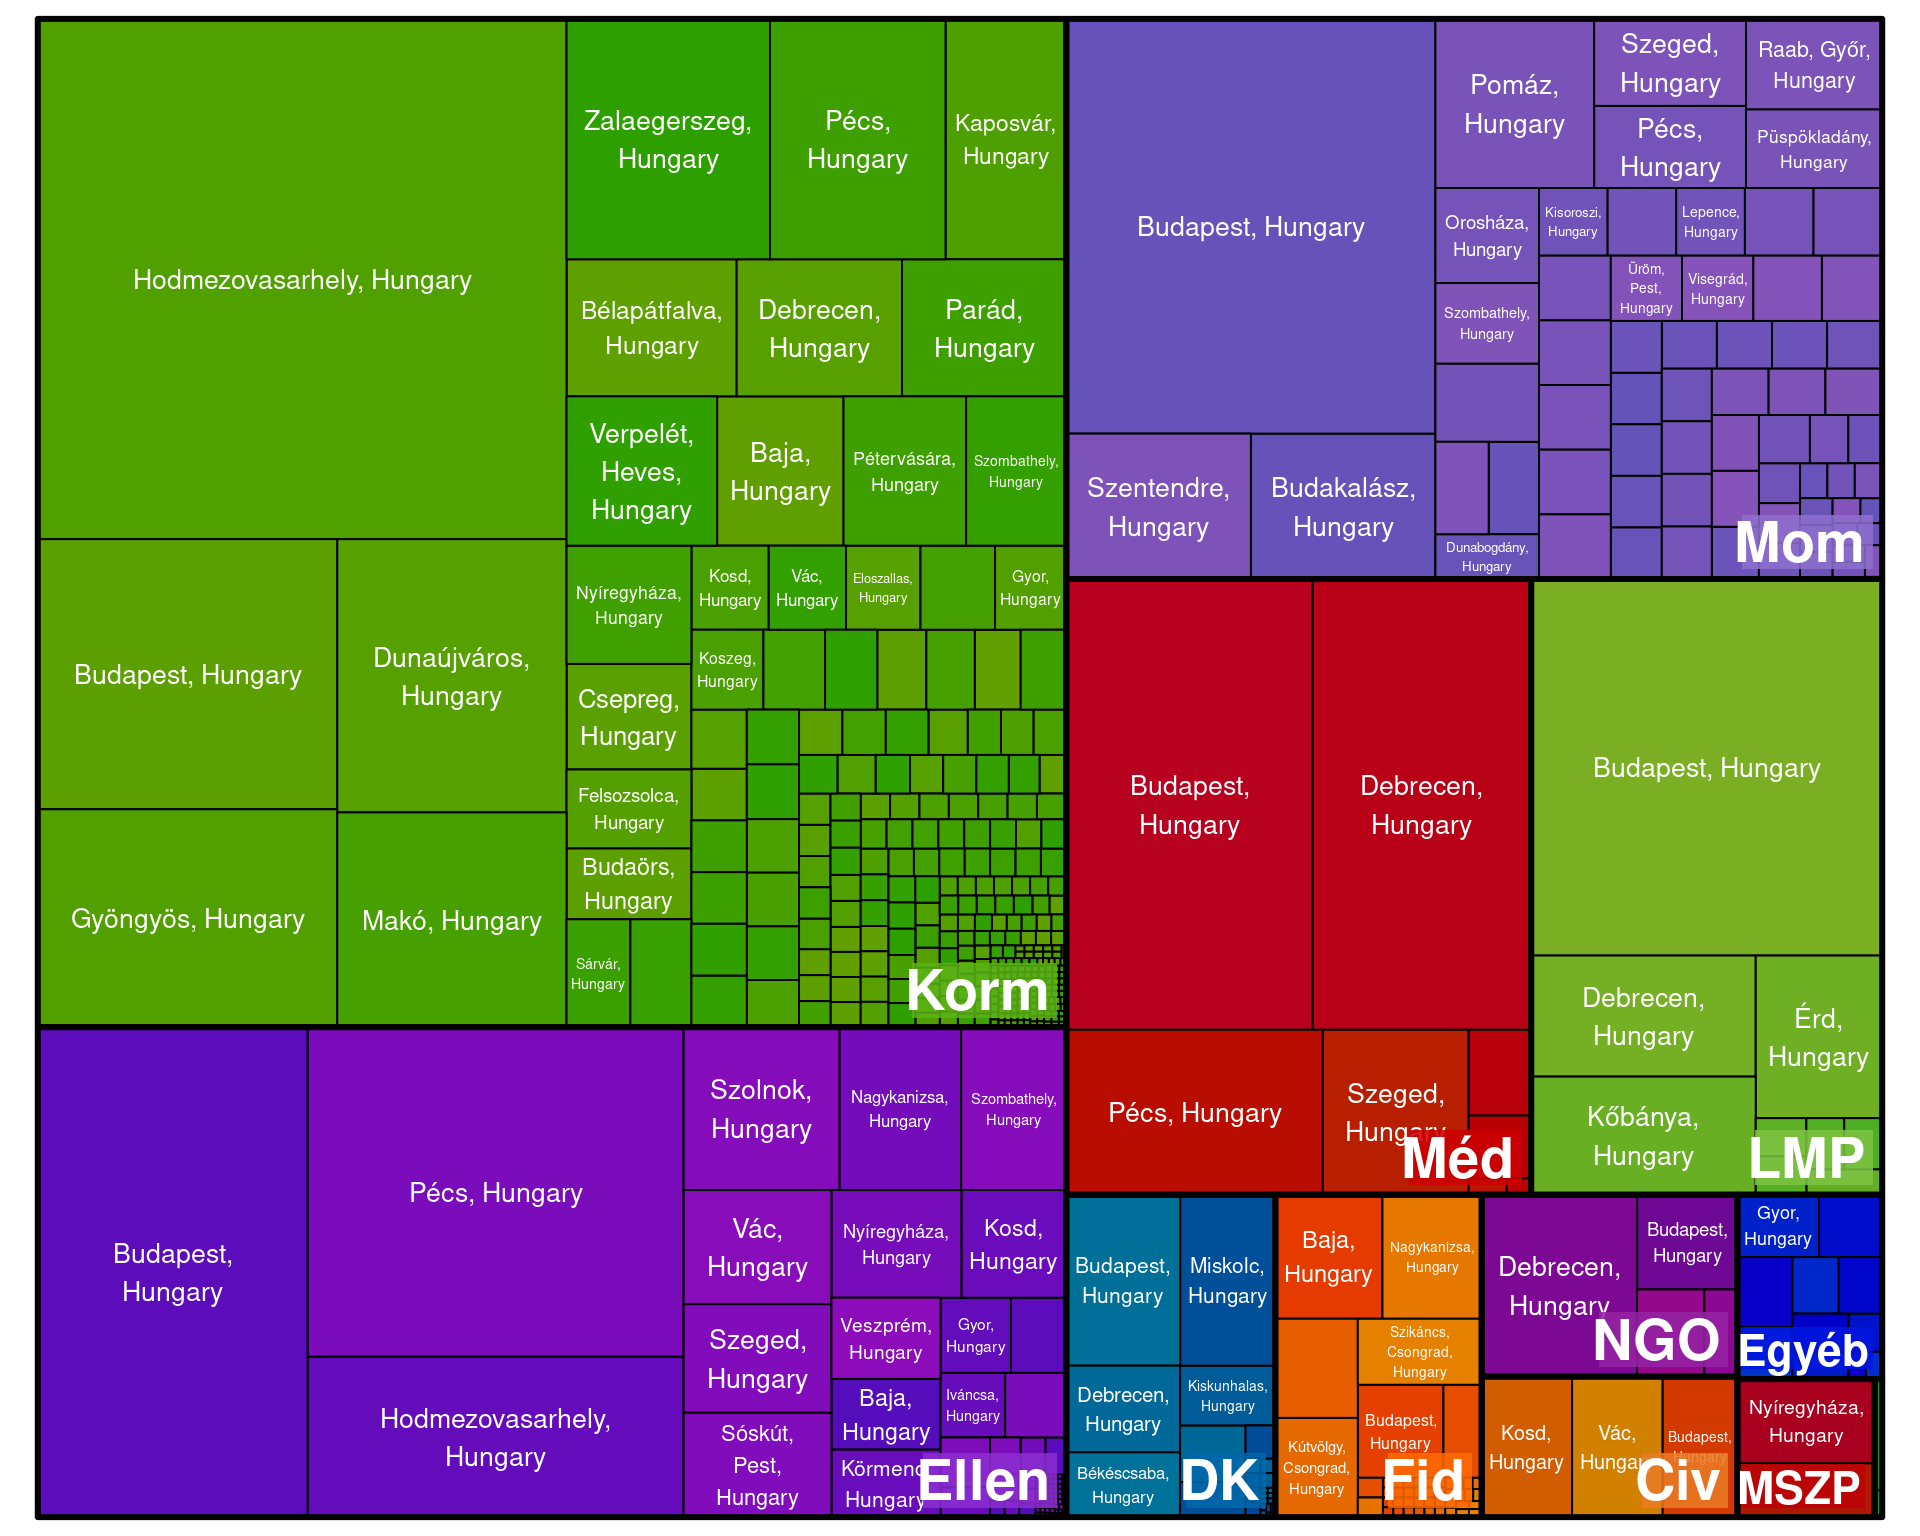 Hodmezovasarhely, Hungary
Zalaegerszeg,
Hungary
Pécs,
Hungary
Kaposvár,
Hungary
Bélapátfalva,
Hungary
Debrecen,
Hungary
Parád,
Hungary
Verpelét,
Heves,
Hungary
Baja,
Hungary
Pétervására,
Hungary
Szombathely,
Hungary
Budapest, Hungary
Dunaújváros,
Hungary
Gyöngyös, Hungary
Makó, Hungary
Nyíregyháza,
Hungary
Kosd,
Hungary
Vác,
Hungary
Eloszallas,
Hungary
Gyor,
Hungary
Koszeg,
Hungary
Csepreg,
Hungary
Felsozsolca,
Hungary
Budaörs,
Hungary
Sárvár,
Hungary
Korm
Budapest, Hungary
Pomáz,
Hungary
Szeged,
Hungary
Raab, Győr,
Hungary
Pécs,
Hungary
Püspökladány,
Hungary
Orosháza,
Hungary
Kisoroszi,
Hungary
Lepence,
Hungary
Szombathely,
Hungary
Üröm,
Pest,
Hungary
Visegrád,
Hungary
Szentendre,
Hungary
Budakalász,
Hungary
Dunabogdány,
Hungary
Mom
Budapest,
Hungary
Debrecen,
Hungary
Pécs, Hungary
Szeged,
Hungary
Méd
Budapest, Hungary
Debrecen,
Hungary
Érd,
Hungary
Kőbánya,
Hungary
LMP
Budapest,
Hungary
Pécs, Hungary
Hodmezovasarhely,
Hungary
Szolnok,
Hungary
Nagykanizsa,
Hungary
Szombathely,
Hungary
Vác,
Hungary
Nyíregyháza,
Hungary
Kosd,
Hungary
Szeged,
Hungary
Veszprém,
Hungary
Gyor,
Hungary
Baja,
Hungary
Iváncsa,
Hungary
Sóskút,
Pest,
Hungary
Körmend,
Hungary
Ellen
Budapest,
Hungary
Miskolc,
Hungary
Debrecen,
Hungary
Kiskunhalas,
Hungary
Békéscsaba,
Hungary
DK
Baja,
Hungary
Nagykanizsa,
Hungary
Szikáncs,
Csongrad,
Hungary
Budapest,
Hungary
Kútvölgy,
Csongrad,
Hungary
Fid
Debrecen,
Hungary
Budapest,
Hungary
NGO
Gyor,
Hungary
Egyéb
Kosd,
Hungary
Vác,
Hungary
Budapest,
Hungary
Civ
Nyíregyháza,
Hungary
MSZP